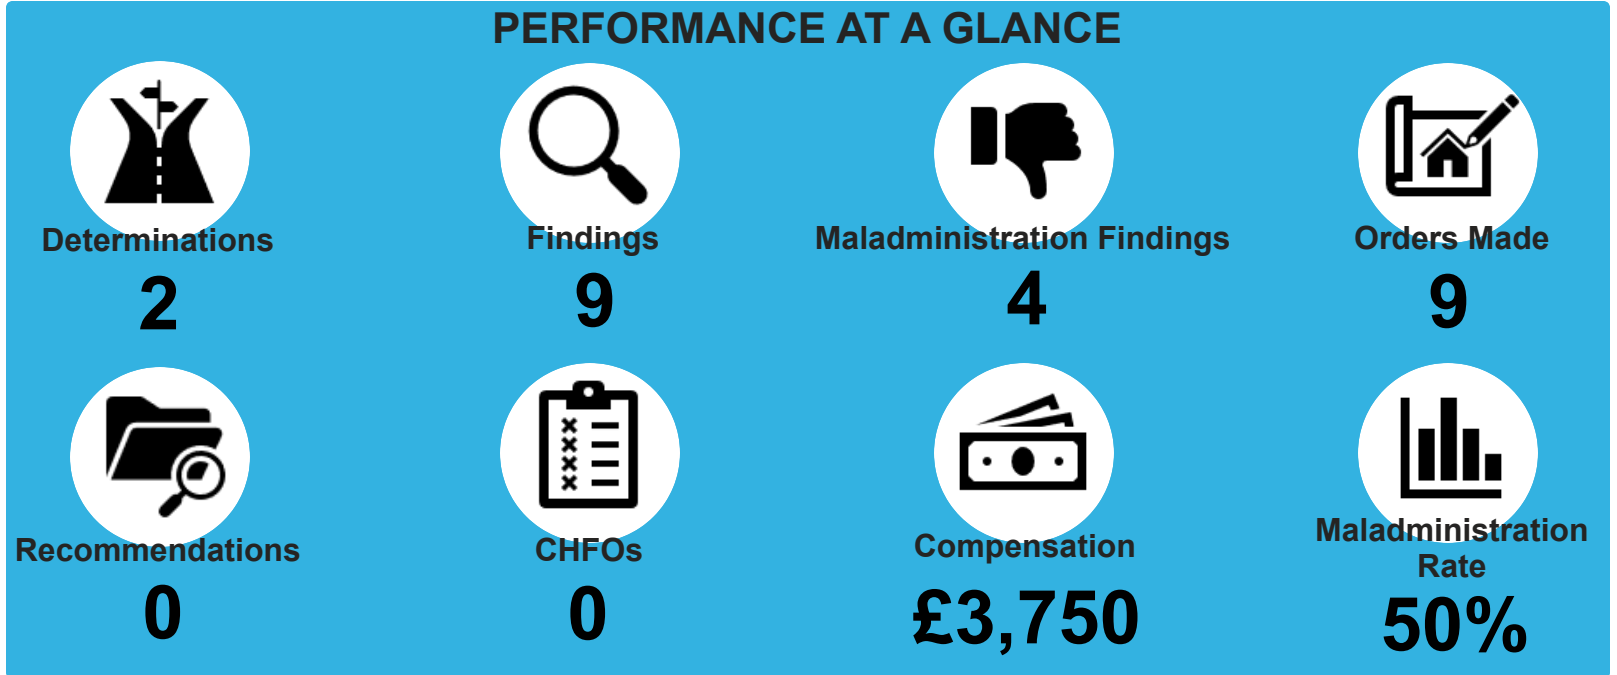 PERFORMANCE AT A GLANCE
Determinations
2
Findings
9
Maladministration Findings
4
Orders Made
9
Recommendations
0
CHFOs
0
Compensation
£3,750
Maladministration
Rate
50%